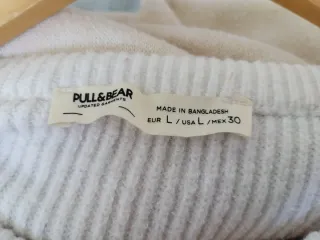 PULL&BEAR
UPDATED GARMENTS
MADE IN BANGLADESH
EUR L / USA L / MEX 30